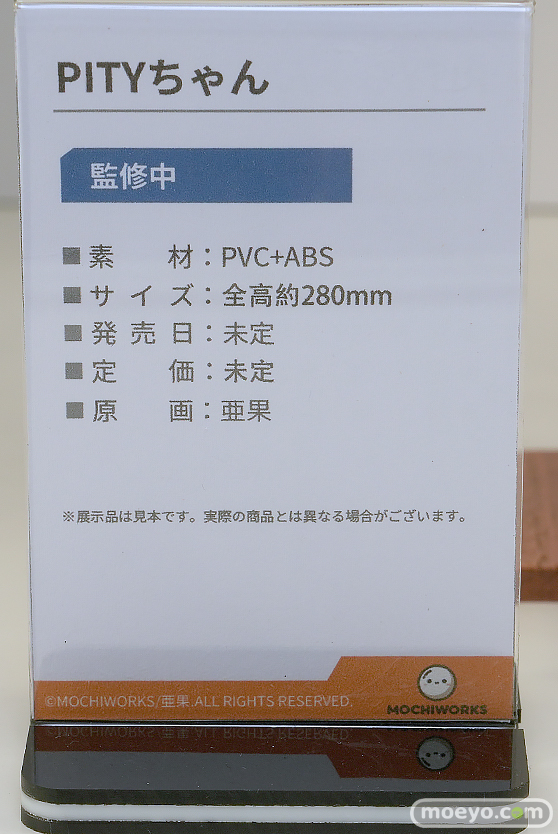 PITYちゃん
監修中
■素　　材：PVC+ABS
■サ イ ズ：全高約280mm
■発 売 日：未定
■定　　価：未定
■原　　画：亜果
※展示品は見本です。実際の商品とは異なる場合がございます。
©MOCHIWORKS/亜果.ALL RIGHTS RESERVED.
MOCHIWORKS
moeyo.com